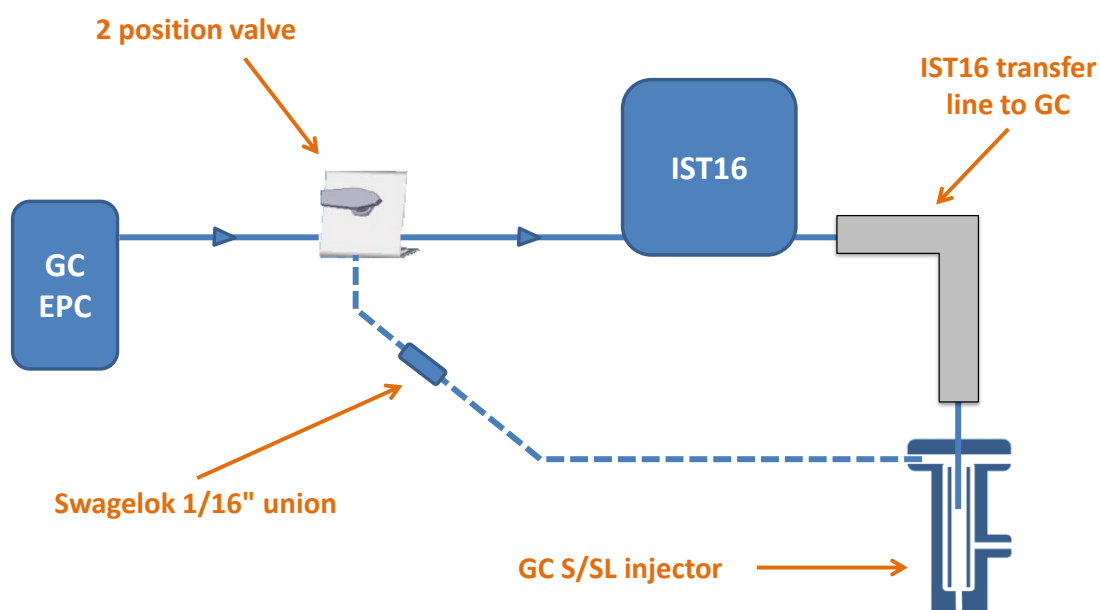 2 position valve
IST16 transfer
line to GC
IST16
GC
EPC
Swagelok 1/16" union
GC S/SL injector